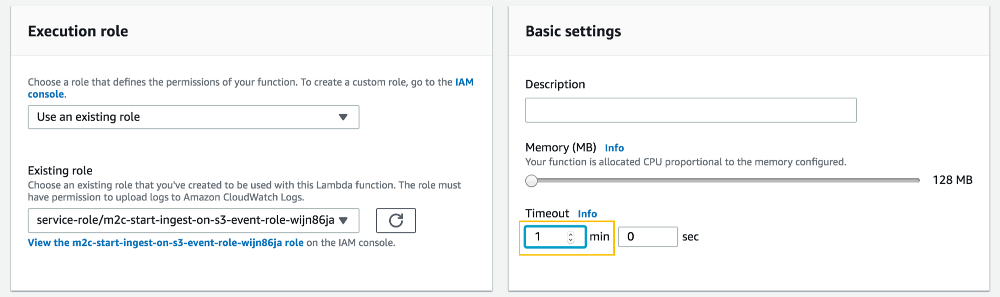 Execution role
Choose a role that defines the permissions of your function. To create a custom role, go to the IAM
console.
Use an existing role
Existing role
Choose an existing role that you've created to be used with this Lambda function. The role must
have permission to upload logs to Amazon CloudWatch Logs.
service-role/m2c-start-ingest-on-s3-event-role-wijn86ja
View the m2c-start-ingest-on-s3-event-role-wijn86ja role on the IAM console.
Basic settings
Description
Memory (MB) Info
Your function is allocated CPU proportional to the memory configured.
128 MB
Timeout Info
1 min 0 sec